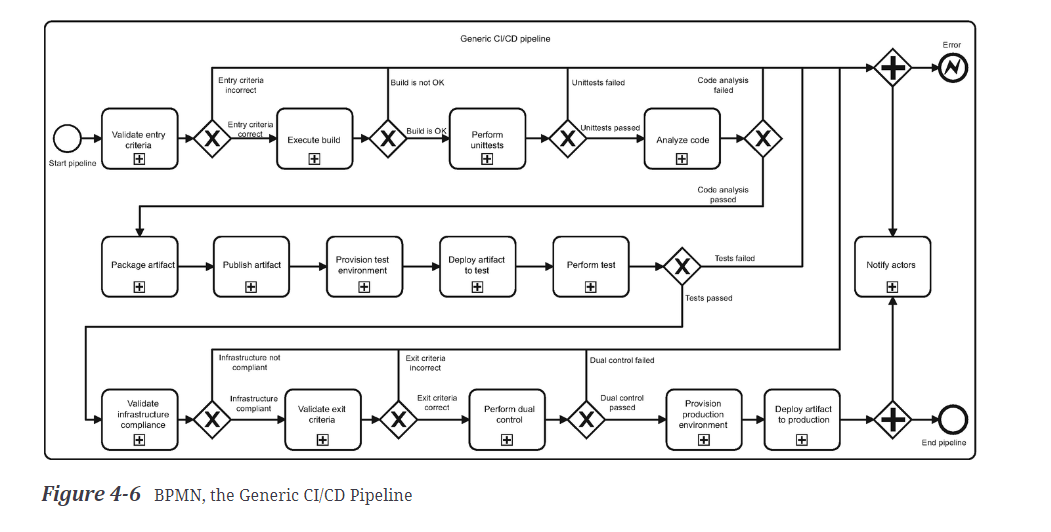 Generic CI/CD pipeline
Error
Entry criteria
incorrect
Build is not OK
Unittests failed
Code analysis
failed
Start pipeline
Validate entry
criteria
Entry criteria
correct
Execute build
Build is OK
Perform
unittests
Unittests passed
Analyze code
Code analysis
passed
Package artifact
Publish artifact
Provision test
environment
Deploy artifact
to test
Perform test
Tests failed
Tests passed
Notify actors
Infrastructure not
compliant
Exit criteria
incorrect
Dual control failed
Validate
infrastructure
compliance
Infrastructure
compliant
Validate exit
criteria
Exit criteria
correct
Perform dual
control
Dual control
passed
Provision
production
environment
Deploy artifact
to production
End pipeline
Figure 4-6 BPMN, the Generic CI/CD Pipeline